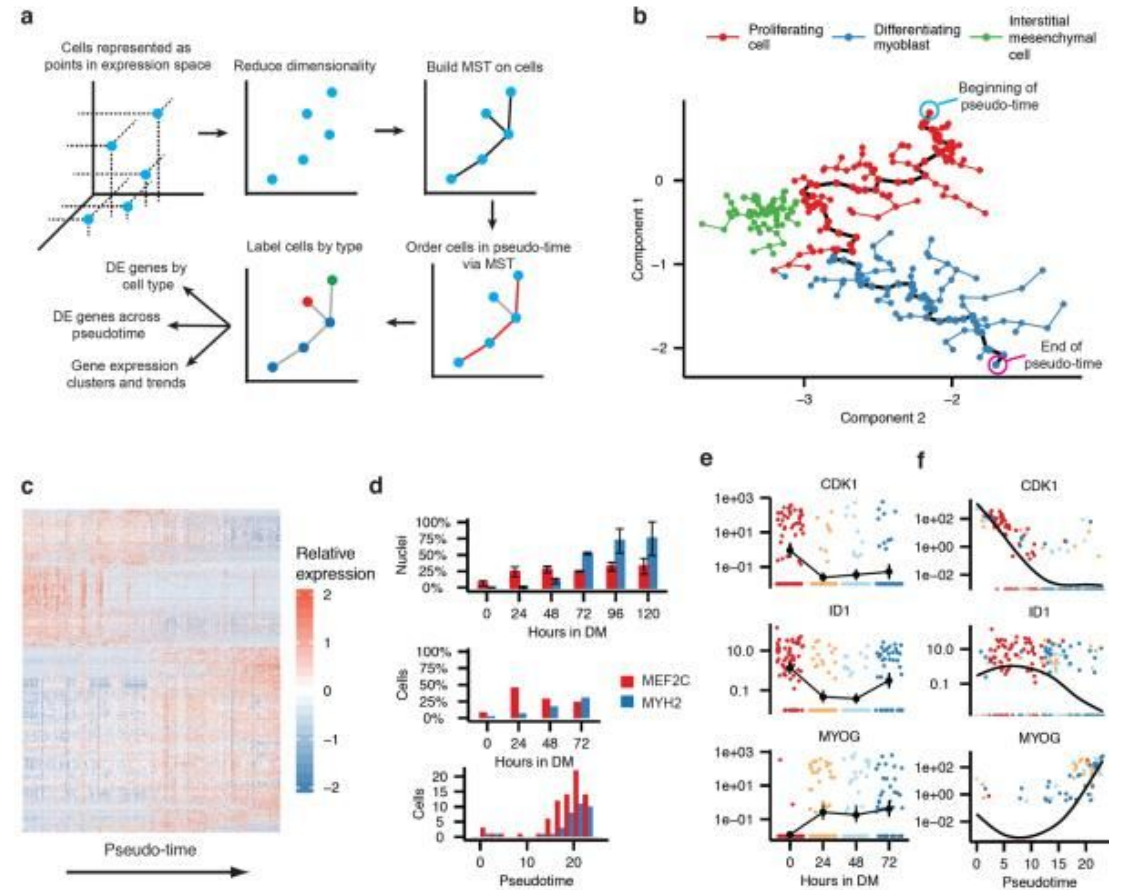 a
Cells represented as
points in expression space
Reduce dimensionality
Build MST on cells
Label cells by type
Order cells in pseudo-time
via MST
DE genes by
cell type
DE genes across
pseudotime
Gene expression
clusters and trends
b
Proliferating
cell
Differentiating
myoblast
Interstitial
mesenchymal
cell
Beginning of
pseudo-time
0
−1
−2
Component 1
End of
pseudo-time
−3 −2
Component 2
c
Relative
expression
2
1
0
−1
−2
Pseudo-time
d
100%
75%
50%
25%
0%
Nuclei
0 24 48 72 96 120
Hours in DM
100%
75%
50%
25%
0%
Cells
0 24 48 72
Hours in DM
MEF2C
MYH2
20
15
10
5
0
Cells
0 10 20
Pseudotime
e
CDK1
1e+03
1e+01
1e−01
ID1
10.0
0.1
MYOG
1e+03
1e+01
1e−01
0 24 48 72
Hours in DM
f
CDK1
1e+02
1e+00
1e−02
ID1
10.0
0.1
MYOG
1e+02
1e+00
1e−02
0 5 10 15 20
Pseudotime